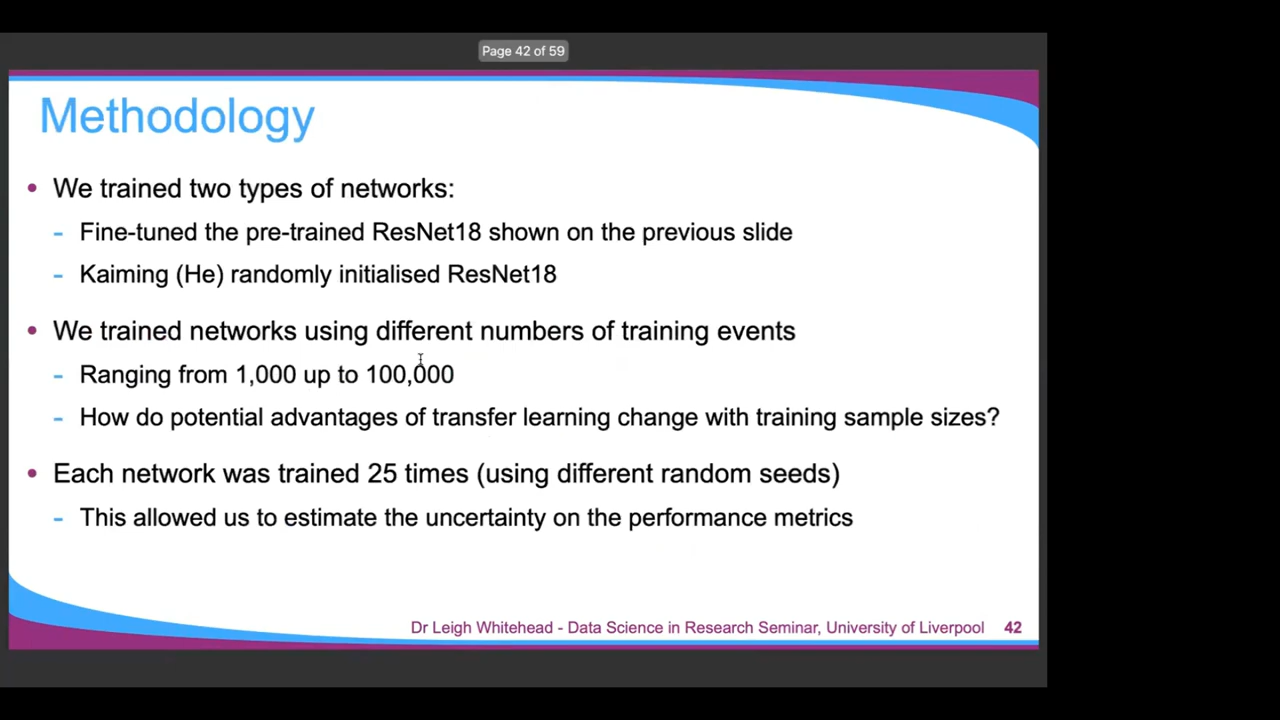 Page 42 of 59
Methodology
• We trained two types of networks:
- Fine-tuned the pre-trained ResNet18 shown on the previous slide
- Kaiming (He) randomly initialised ResNet18
• We trained networks using different numbers of training events
- Ranging from 1,000 up to 100,000
- How do potential advantages of transfer learning change with training sample sizes?
• Each network was trained 25 times (using different random seeds)
- This allowed us to estimate the uncertainty on the performance metrics
Dr Leigh Whitehead - Data Science in Research Seminar, University of Liverpool 42